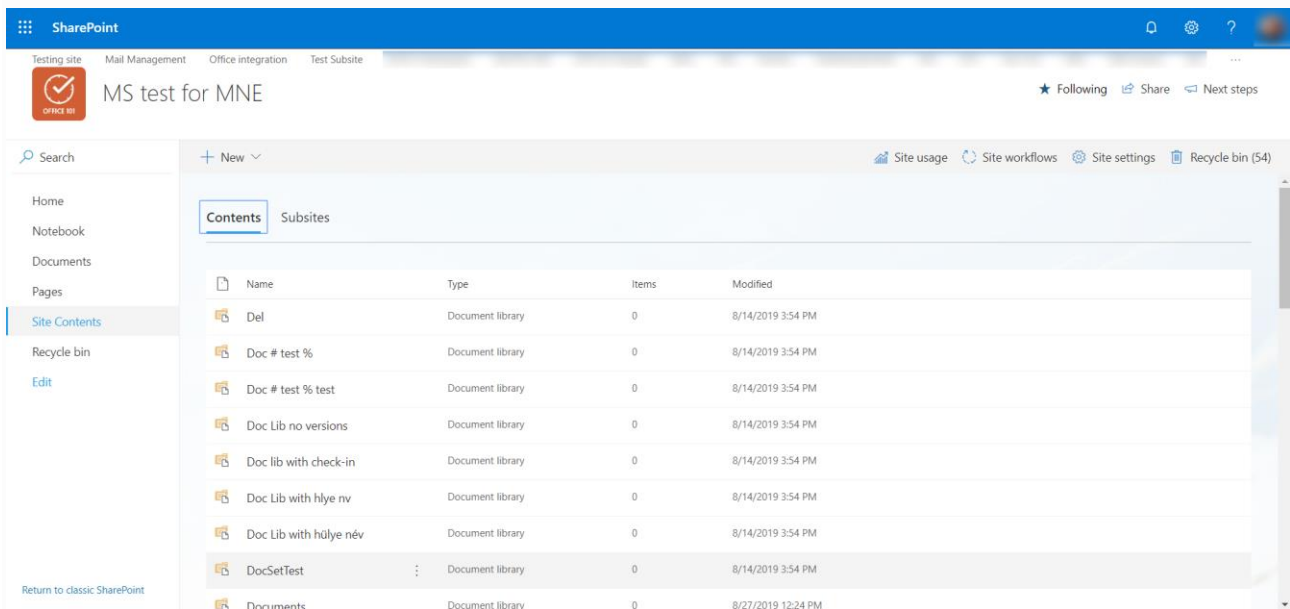 SharePoint
?
Testing site Mail Management Office integration Test Subsite
...
OFFICE 101
MS test for MNE
Following Share Next steps
Search
New
Site usage Site workflows Site settings Recycle bin (54)
Home
Notebook
Documents
Pages
Site Contents
Recycle bin
Edit
Return to classic SharePoint
Contents Subsites
Name Type Items Modified
Del Document library 0 8/14/2019 3:54 PM
Doc # test % Document library 0 8/14/2019 3:54 PM
Doc # test % test Document library 0 8/14/2019 3:54 PM
Doc Lib no versions Document library 0 8/14/2019 3:54 PM
Doc lib with check-in Document library 0 8/14/2019 3:54 PM
Doc Lib with hlye nv Document library 0 8/14/2019 3:54 PM
Doc Lib with hülye név Document library 0 8/14/2019 3:54 PM
DocSetTest Document library 0 8/14/2019 3:54 PM
Documents Document library 0 8/27/2019 12:24 PM